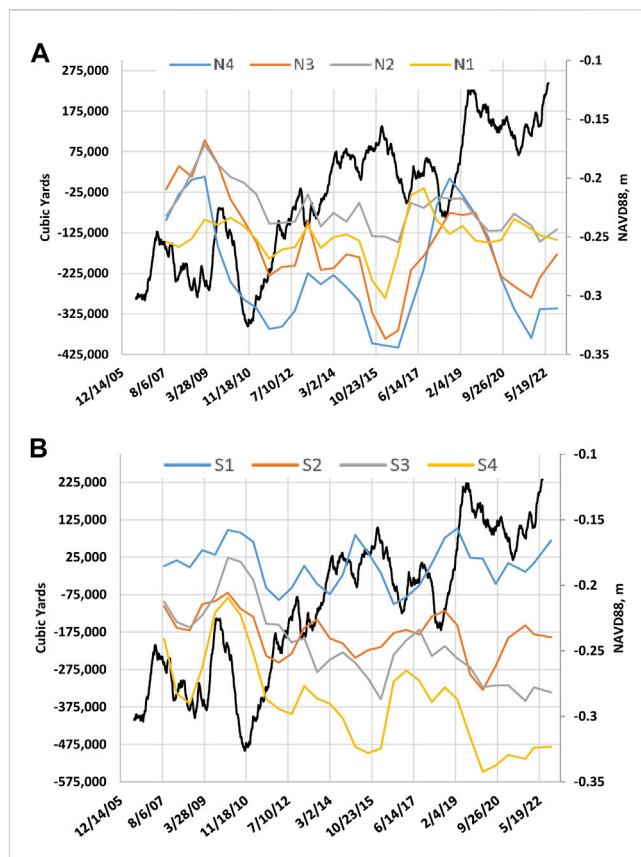 A
N4 N3 N2 N1
275,000
175,000
75,000
-25,000
-125,000
-225,000
-325,000
-425,000
Cubic Yards
-0.1
-0.15
-0.2
-0.25
-0.3
-0.35
NAVD88, m
12/14/05 8/6/07 3/28/09 11/18/10 7/10/12 3/2/14 10/23/15 6/14/17 2/4/19 9/26/20 5/19/22
B
S1 S2 S3 S4
225,000
125,000
25,000
-75,000
-175,000
-275,000
-375,000
-475,000
-575,000
Cubic Yards
-0.1
-0.15
-0.2
-0.25
-0.3
-0.35
NAVD88, m
12/14/05 8/6/07 3/28/09 11/18/10 7/10/12 3/2/14 10/23/15 6/14/17 2/4/19 9/26/20 5/19/22